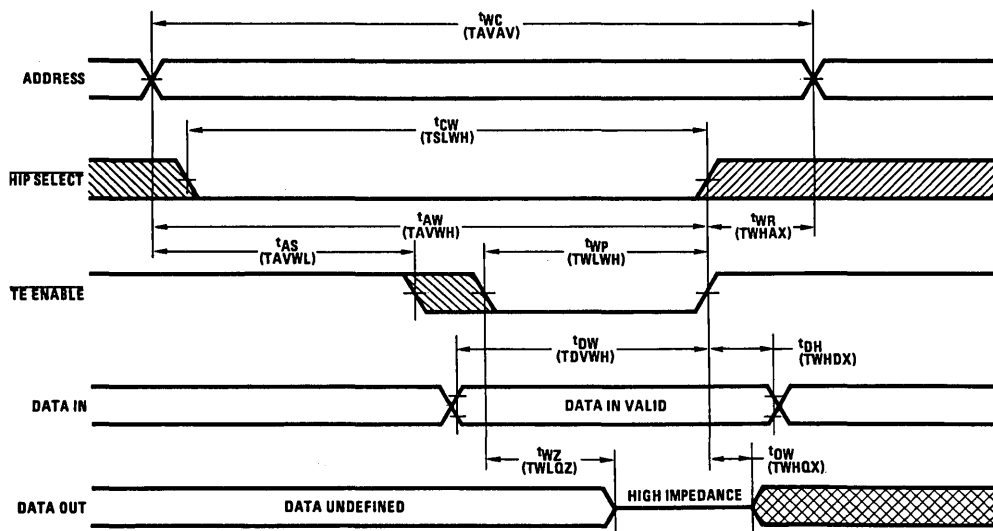 tWC
(TAVAV)
ADDRESS
tCW
(TSLWH)
HIP SELECT
tAW
(TAVWH)
tWR
(TWHAX)
tAS
(TAVWL)
tWP
(TWLWH)
TE ENABLE
tDW
(TDVWH)
tDH
(TWHDX)
DATA IN
DATA IN VALID
tWZ
(TWLQZ)
tOW
(TWHQX)
DATA OUT
DATA UNDEFINED
HIGH IMPEDANCE